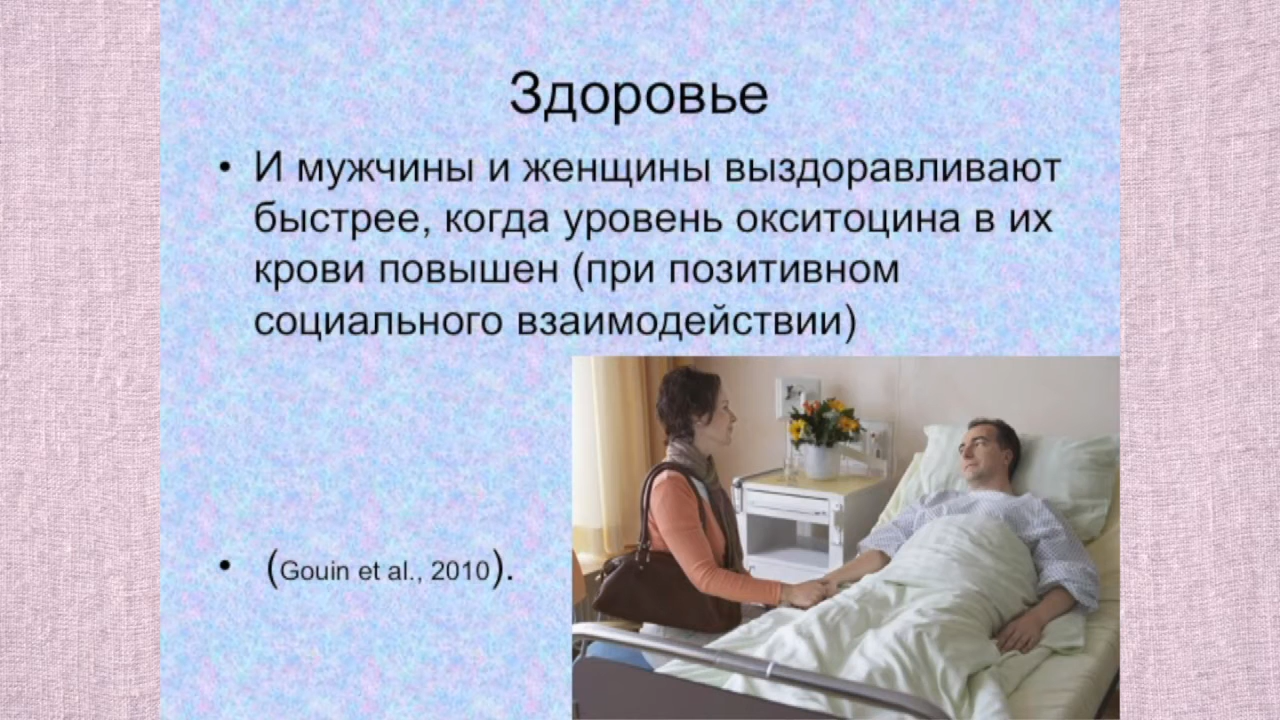 Здоровье
• И мужчины и женщины выздоравливают
быстрее, когда уровень окситоцина в их
крови повышен (при позитивном
социального взаимодействии)
• (Gouin et al., 2010).